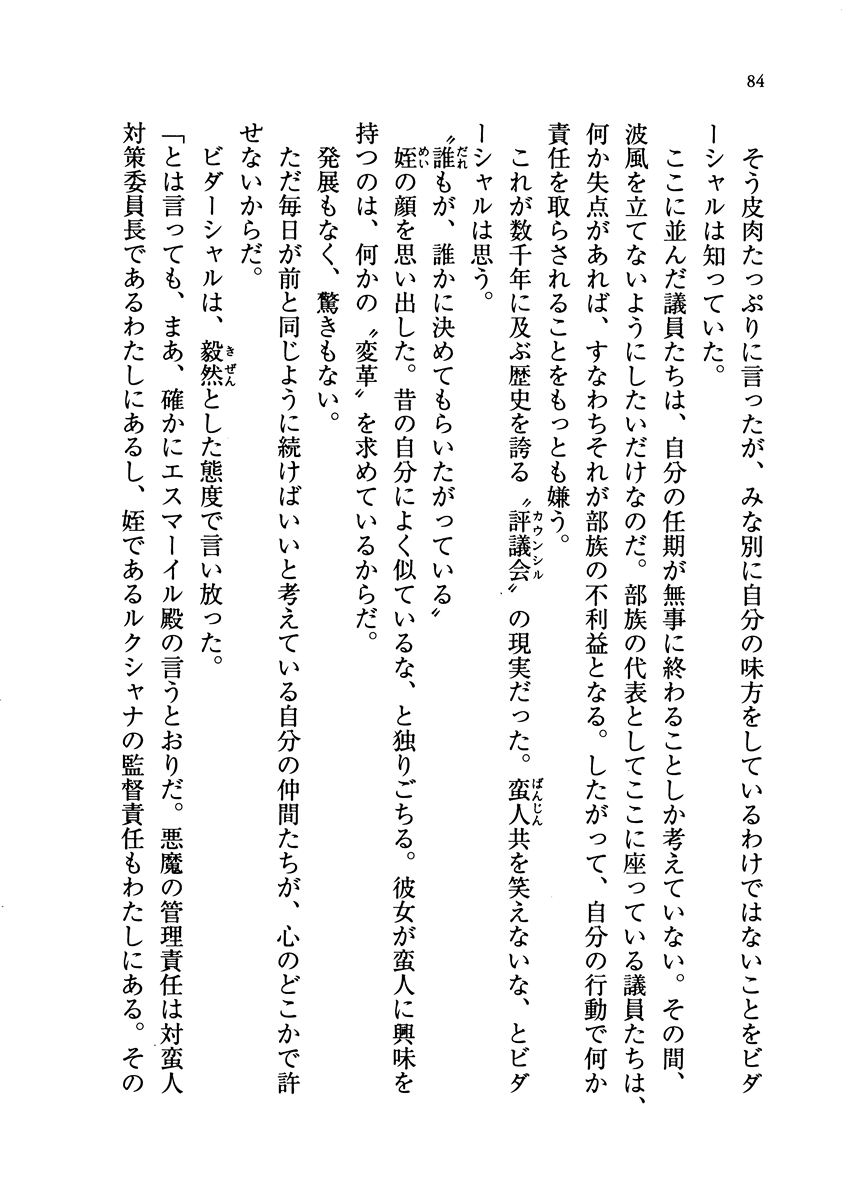 84
　そう皮肉たっぷりに言ったが、みな別に自分の味方をしているわけではないことをビダ
ーシャルは知っていた。
　ここに並んだ議員たちは、自分の任期が無事に終わることしか考えていない。その間、
波風を立てないようにしたいだけなのだ。部族の代表としてここに座っている議員たちは、
何か失点があれば、すなわちそれが部族の不利益となる。したがって、自分の行動で何か
責任を取らされることをもっとも嫌う。
　これが数千年に及ぶ歴史を誇る〝評議会〟の現実だった。蛮人共を笑えないな、とビダ
ーシャルは思う。
〝誰もが、誰かに決めてもらいたがっている〟
　姪の顔を思い出した。昔の自分によく似ているな、と独りごちる。彼女が蛮人に興味を
持つのは、何かの〝変革〟を求めているからだ。
　発展もなく、驚きもない。
　ただ毎日が前と同じように続けばいいと考えている自分の仲間たちが、心のどこかで許
せないからだ。
　ビダーシャルは、毅然とした態度で言い放った。
「とは言っても、まあ、確かにエスマーイル殿の言うとおりだ。悪魔の管理責任は対蛮人
対策委員長であるわたしにあるし、姪であるルクシャナの監督責任もわたしにある。その
カウンシル
ばんじん
だれ
めい
きぜん